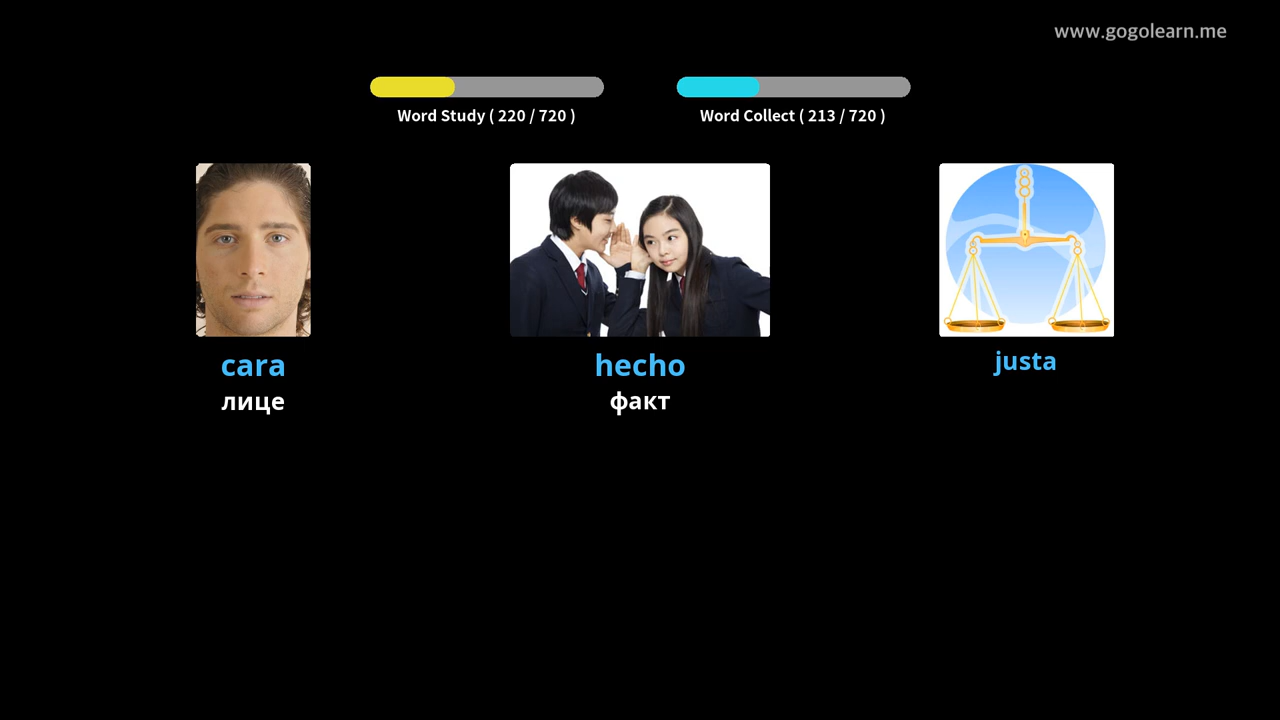 www.gogolearn.me
Word Study ( 220 / 720 )
Word Collect ( 213 / 720 )
cara
лице
hecho
факт
justa